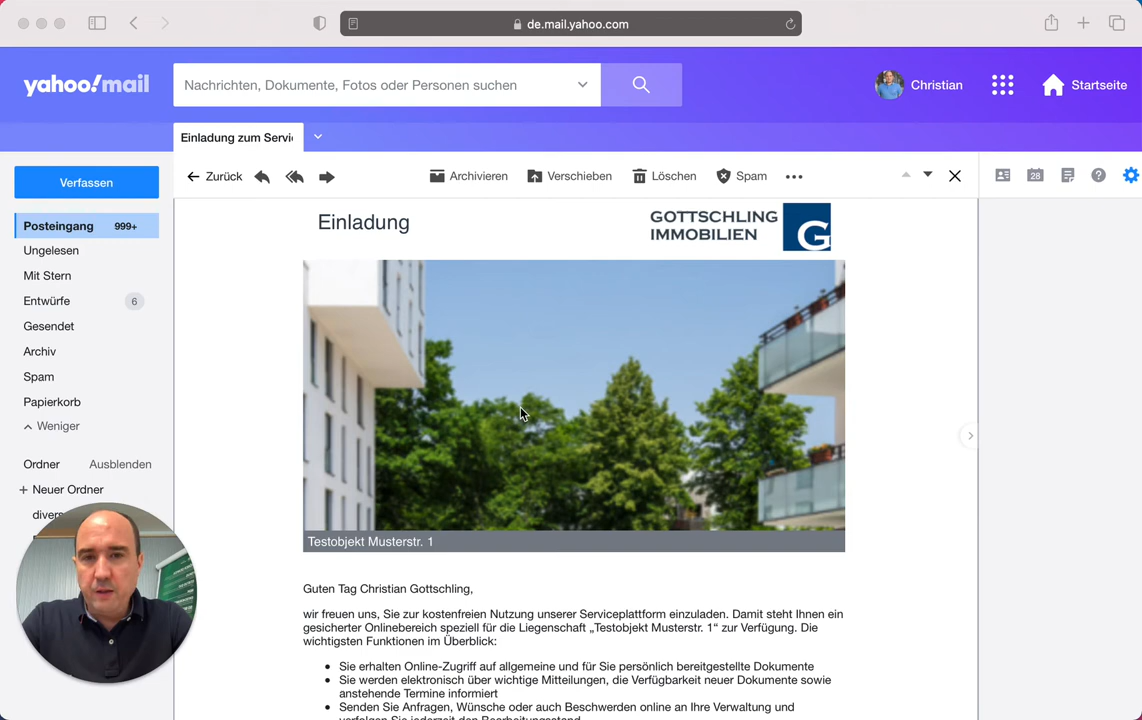 de.mail.yahoo.com
yahoo!mail
Nachrichten, Dokumente, Fotos oder Personen suchen
Christian
Startseite
Einladung zum Servi
Verfassen
Zurück
Archivieren
Verschieben
Löschen
Spam
28
Posteingang 999+
Ungelesen
Mit Stern
Entwürfe 6
Gesendet
Archiv
Spam
Papierkorb
Weniger
Ordner Ausblenden
Neuer Ordner
Einladung
GOTTSCHLING
IMMOBILIEN
G
Testobjekt Musterstr. 1
Guten Tag Christian Gottschling,
wir freuen uns, Sie zur kostenfreien Nutzung unserer Serviceplattform einzuladen. Damit steht Ihnen ein
gesicherter Onlinebereich speziell für die Liegenschaft „Testobjekt Musterstr. 1“ zur Verfügung. Die
wichtigsten Funktionen im Überblick:
• Sie erhalten Online-Zugriff auf allgemeine und für Sie persönlich bereitgestellte Dokumente
• Sie werden elektronisch über wichtige Mitteilungen, die Verfügbarkeit neuer Dokumente sowie
anstehende Termine informiert
• Senden Sie Anfragen, Wünsche oder auch Beschwerden online an Ihre Verwaltung und
verfolgen Sie jederzeit den Bearbeitungsstand